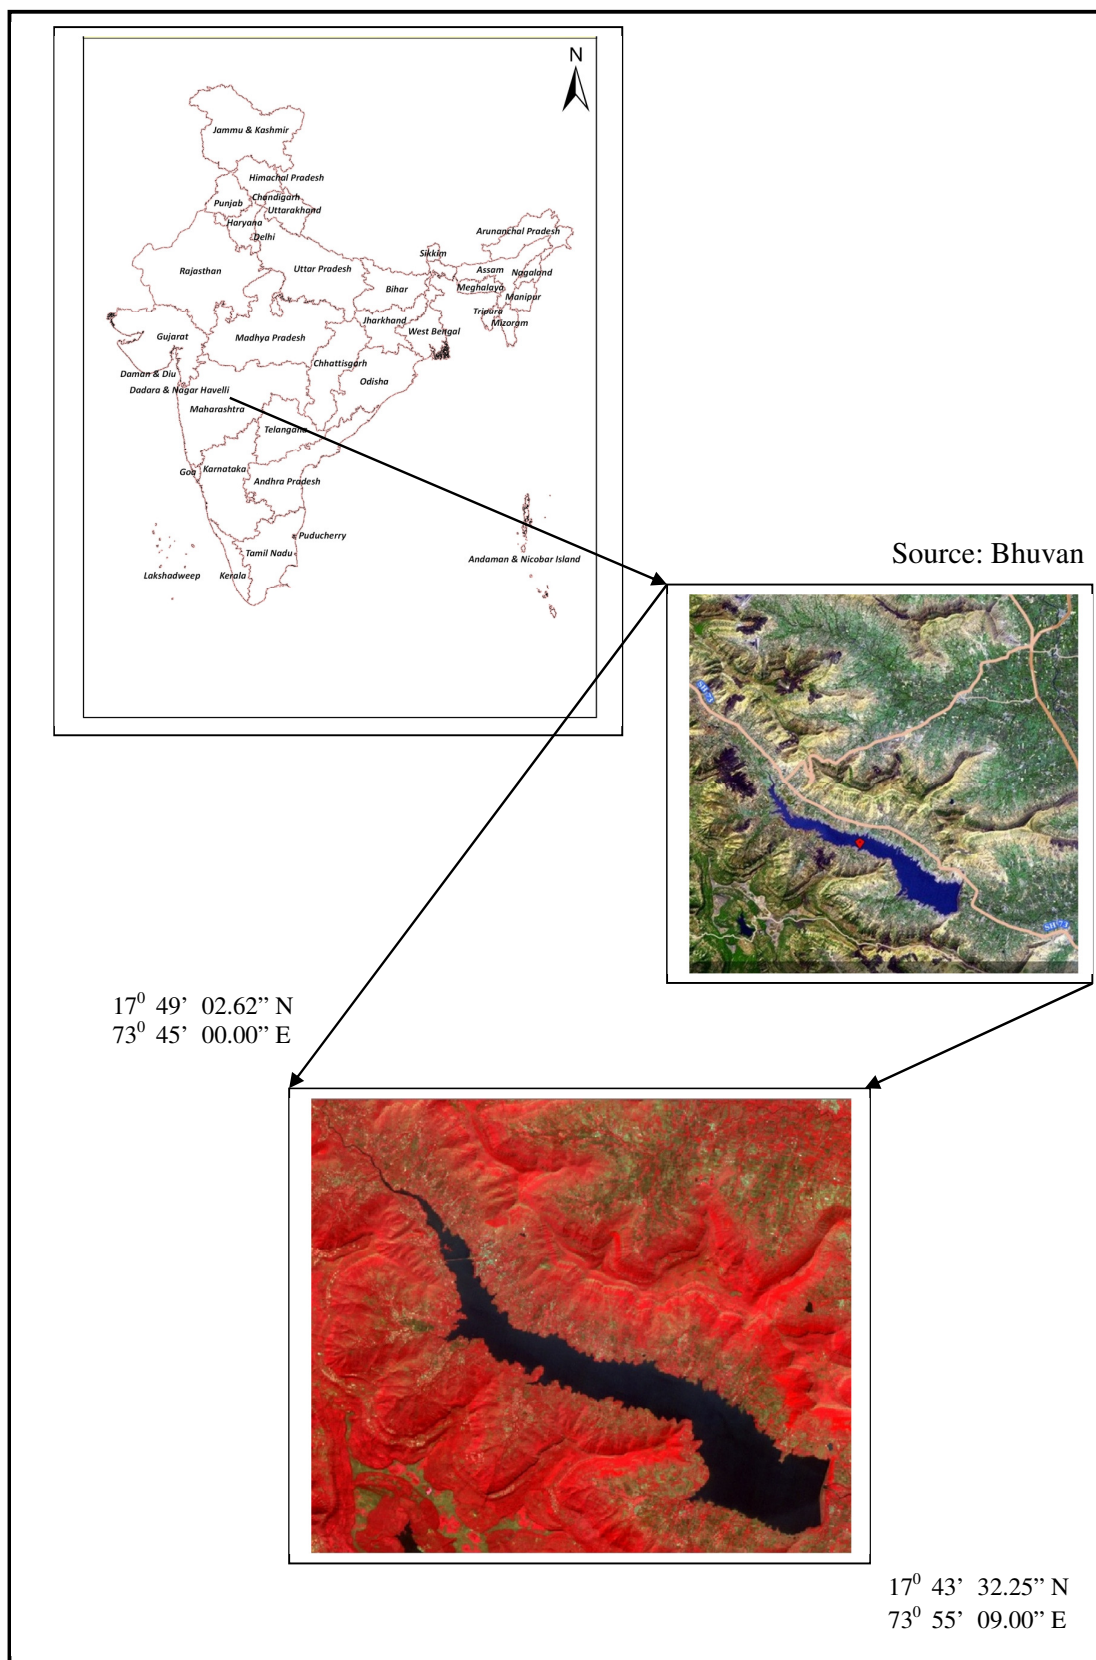 N
Jammu & Kashmir
Himachal Pradesh
Chandigarh
Punjab
Uttarakhand
Haryana
Delhi
Arunanchal Pradesh
Sikkim
Rajasthan
Uttar Pradesh
Assam
Nagaland
Bihar
Meghalaya
Manipur
Tripura
Mizoram
Jharkhand
West Bengal
Gujarat
Madhya Pradesh
Chhattisgarh
Daman & Diu
Odisha
Dadara & Nagar Havelli
Maharashtra
Telangana
Goa
Karnataka
Andhra Pradesh
Puducherry
Tamil Nadu
Andaman & Nicobar Island
Lakshadweep
Kerala
Source: Bhuvan
SH73
SH73
17⁰ 49’ 02.62” N
73⁰ 45’ 00.00” E
17⁰ 43’ 32.25” N
73⁰ 55’ 09.00” E